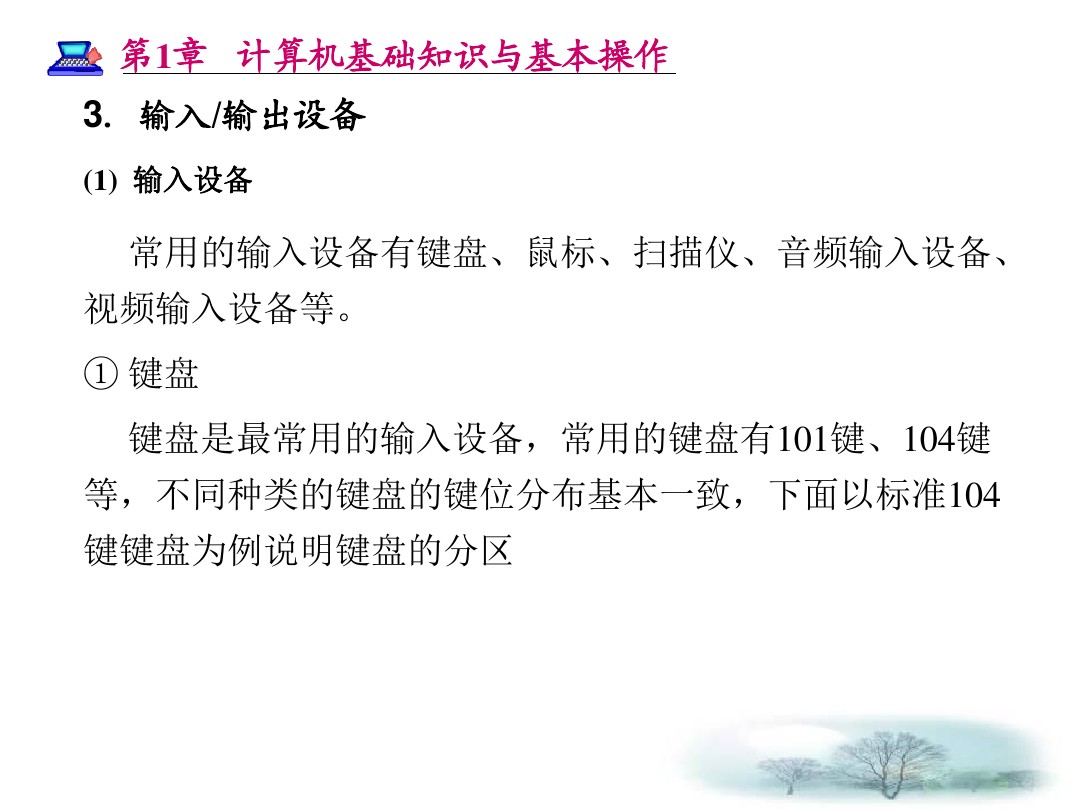 第1章 计算机基础知识与基本操作
3. 输入/输出设备
(1) 输入设备
常用的输入设备有键盘、鼠标、扫描仪、音频输入设备、
视频输入设备等。
① 键盘
键盘是最常用的输入设备，常用的键盘有101键、104键
等，不同种类的键盘的键位分布基本一致，下面以标准104
键键盘为例说明键盘的分区